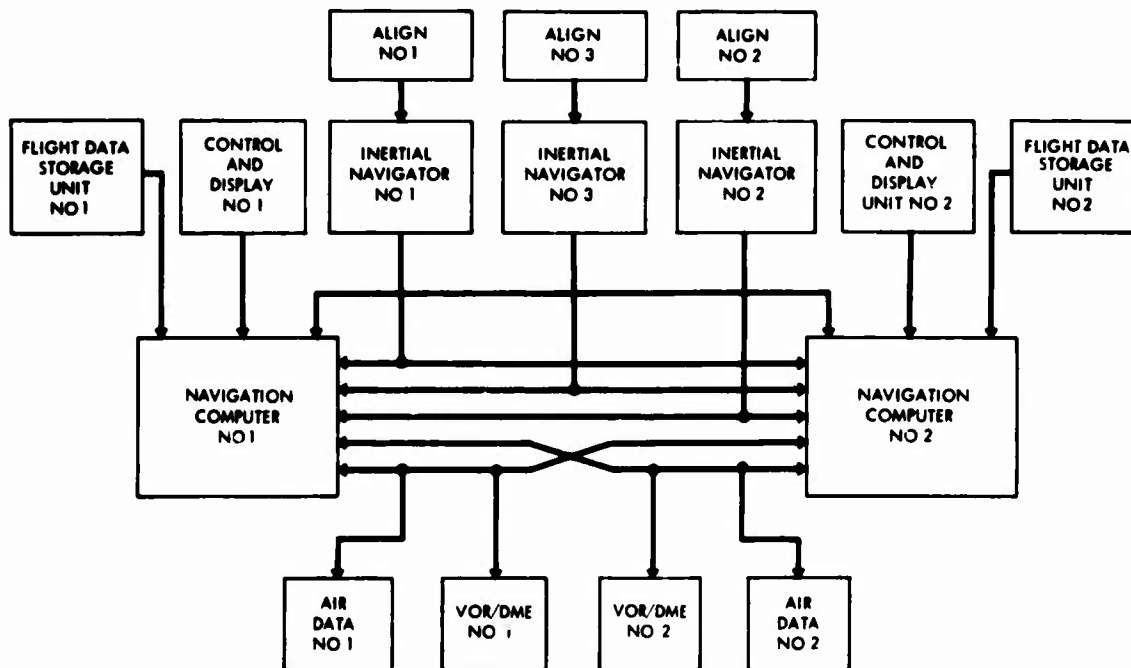 ALIGN
NO 1
ALIGN
NO 3
ALIGN
NO 2
FLIGHT DATA
STORAGE
UNIT
NO 1
CONTROL
AND
DISPLAY
NO 1
INERTIAL
NAVIGATOR
NO 1
INERTIAL
NAVIGATOR
NO 3
INERTIAL
NAVIGATOR
NO 2
CONTROL
AND
DISPLAY
UNIT NO 2
FLIGHT DATA
STORAGE
UNIT
NO 2
NAVIGATION
COMPUTER
NO 1
NAVIGATION
COMPUTER
NO 2
AIR
DATA
NO 1
VOR/DME
NO 1
VOR/DME
NO 2
AIR
DATA
NO 2